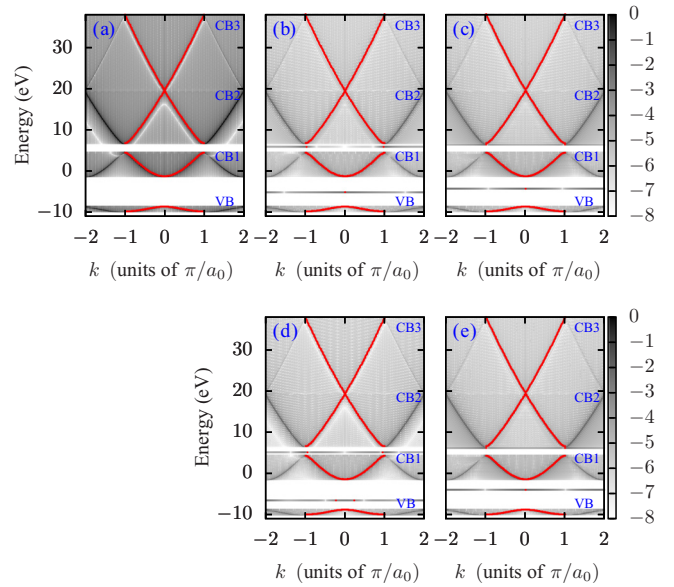 (a) CB3 CB2 CB1 VB
(b) CB3 CB2 CB1 VB
(c) CB3 CB2 CB1 VB
Energy (eV)
30
20
10
0
−10
0
−1
−2
−3
−4
−5
−6
−7
−8
−2 −1 0 1 2
−2 −1 0 1 2
−2 −1 0 1 2
k (units of π/a₀)
k (units of π/a₀)
k (units of π/a₀)
(d) CB3 CB2 CB1 VB
(e) CB3 CB2 CB1 VB
Energy (eV)
30
20
10
0
−10
0
−1
−2
−3
−4
−5
−6
−7
−8
−2 −1 0 1 2
−2 −1 0 1 2
k (units of π/a₀)
k (units of π/a₀)